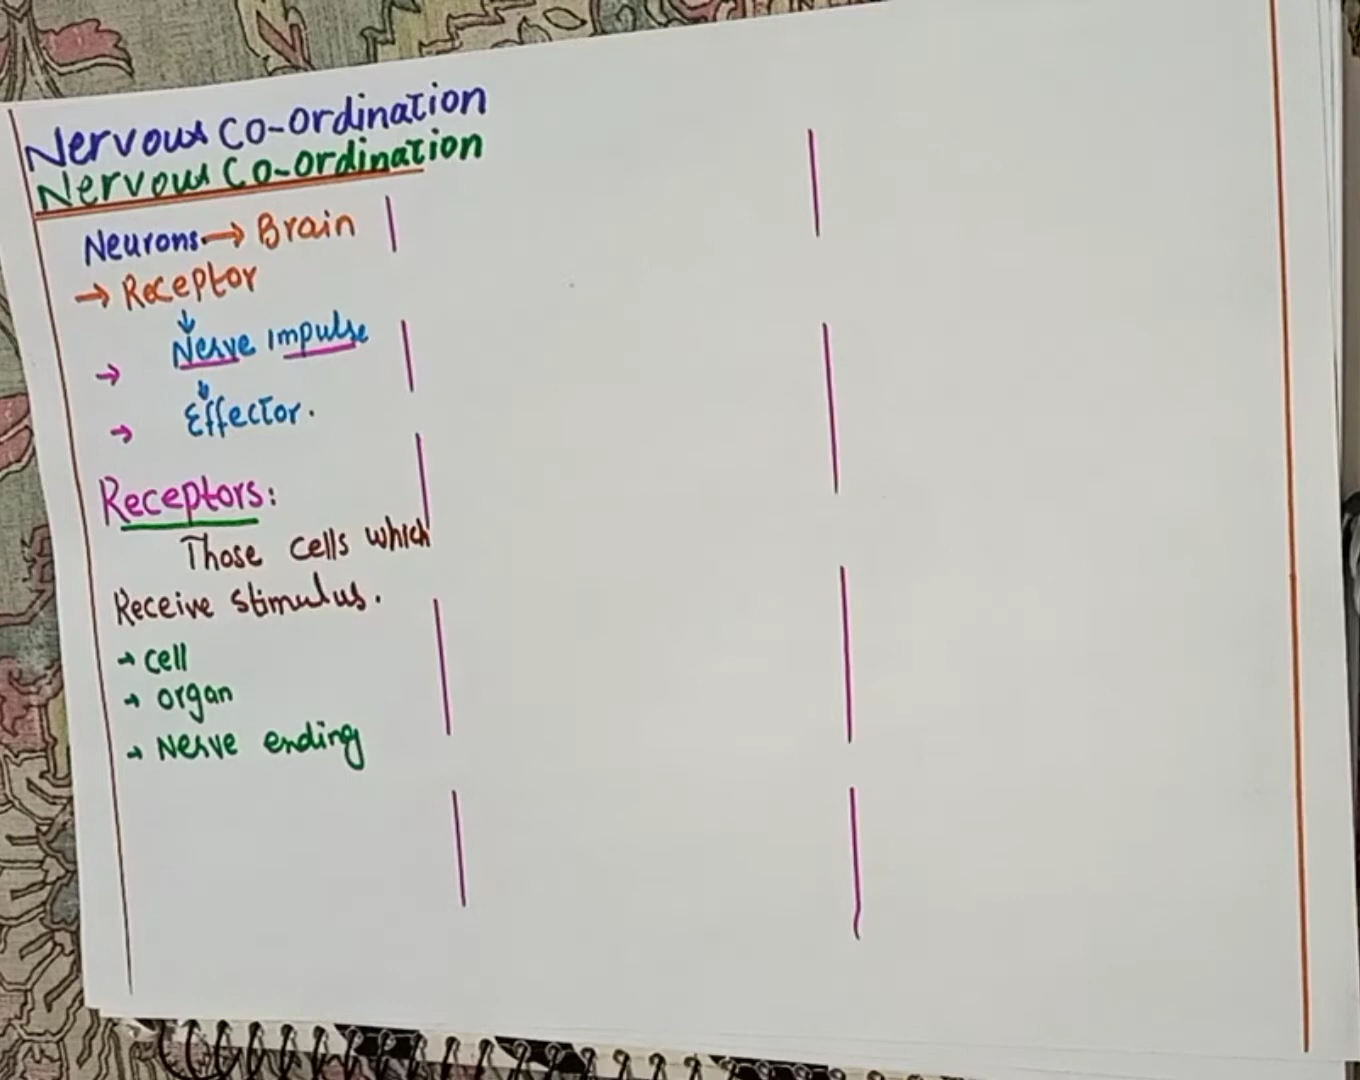 Nervous Co-ordination
Nervous Co-ordination
Neurons → Brain
→ Receptor
↓
→ Nerve impulse
↓
→ Effector.
Receptors:
Those cells which
Receive stimulus.
→ cell
→ organ
→ Nerve ending